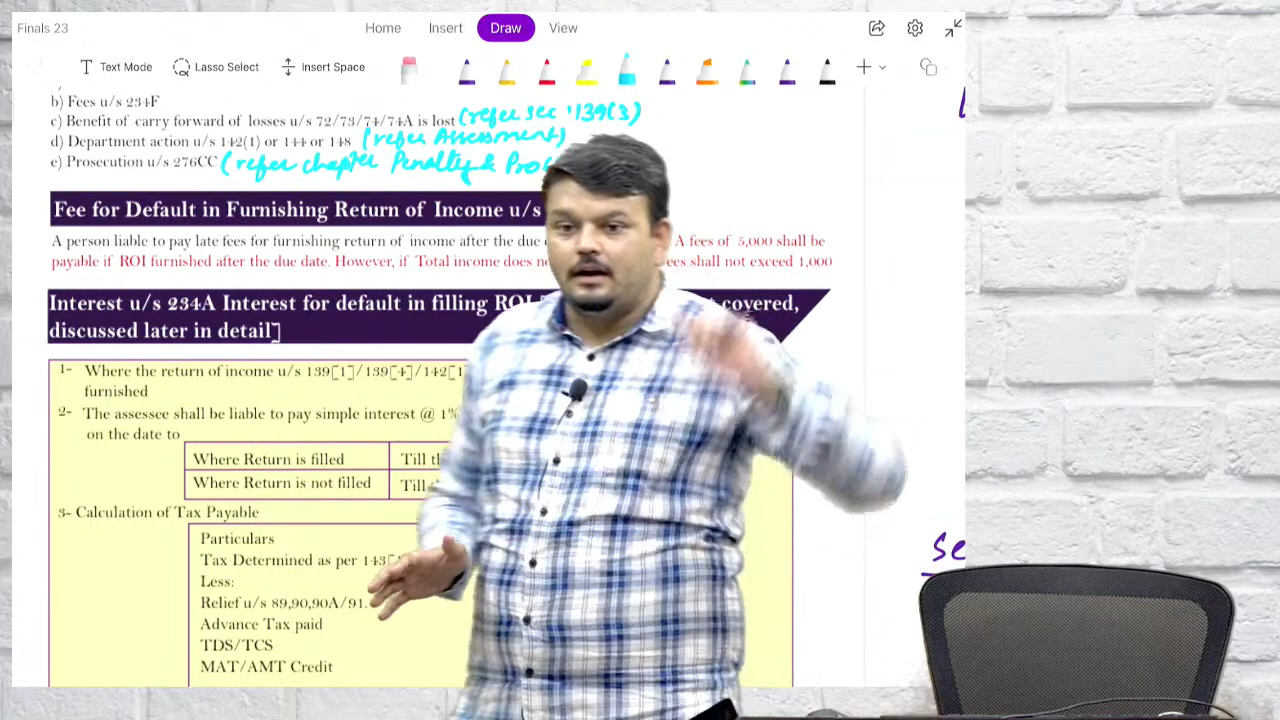 Finals 23
Home Insert Draw View
Text Mode Lasso Select Insert Space
b) Fees u/s 234F
c) Benefit of carry forward of losses u/s 72/73/74/74A is lost (refer sec 139(3)
d) Department action u/s 142(1) or 144 or 148 (refer Assessment)
e) Prosecution u/s 276CC (refer chapter Penalty &
Fee for Default in Furnishing Return of Income u/s
A person liable to pay late fees for furnishing return of income after the due A fees of 5,000 shall be
payable if ROI furnished after the due date. However, if Total income does shall not exceed 1,000
Interest u/s 234A Interest for default in filling ROI covered,
discussed later in detail]
1- Where the return of income u/s 139[1]/139[4]/142[1
furnished
2- The assessee shall be liable to pay simple interest @ 1%
on the date to
Where Return is filled Till
Where Return is not filled Till
3- Calculation of Tax Payable
Particulars
Tax Determined as per 143[
Less:
Relief u/s 89,90,90A/91.
Advance Tax paid
TDS/TCS
MAT/AMT Credit